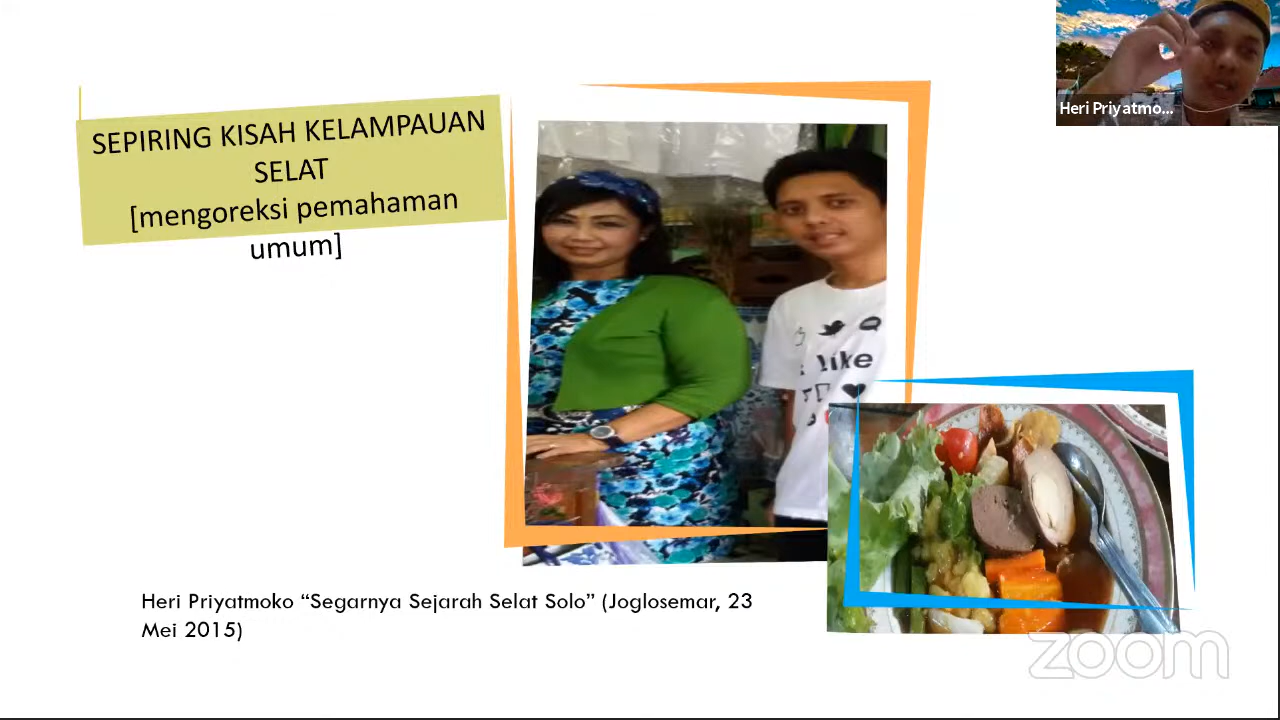 SEPIRING KISAH KELAMPAUAN
SELAT
[mengoreksi pemahaman
umum]
Heri Priyatmo...
like
Heri Priyatmoko “Segarnya Sejarah Selat Solo” (Joglosemar, 23
Mei 2015)
zoom